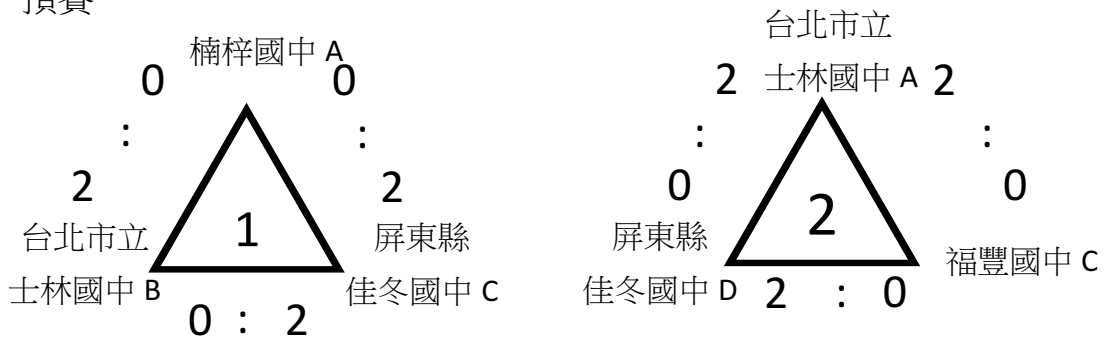 預賽
楠梓國中 A
0 0
: :
2 2
台北市立
士林國中 B
1
屏東縣
佳冬國中 C
0 : 2
台北市立
士林國中 A
2 2
: :
0 0
屏東縣
佳冬國中 D
2
福豐國中 C
2 : 0